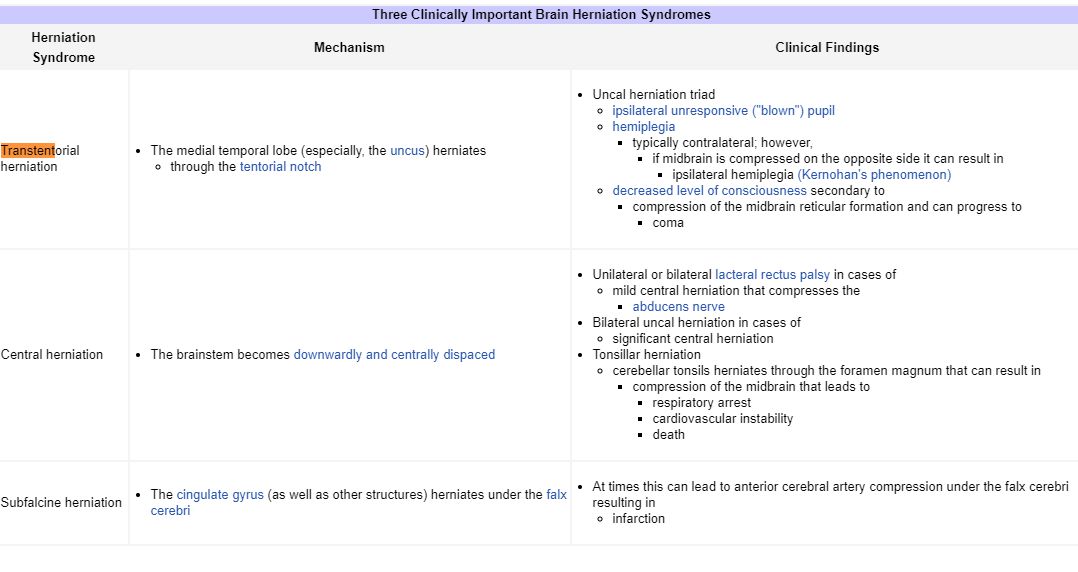 Three Clinically Important Brain Herniation Syndromes
Herniation
Syndrome
Mechanism
Clinical Findings
Transtentorial
herniation
• The medial temporal lobe (especially, the uncus) herniates
◦ through the tentorial notch
• Uncal herniation triad
◦ ipsilateral unresponsive ("blown") pupil
◦ hemiplegia
▪ typically contralateral; however,
▪ if midbrain is compressed on the opposite side it can result in
▪ ipsilateral hemiplegia (Kernohan's phenomenon)
◦ decreased level of consciousness secondary to
▪ compression of the midbrain reticular formation and can progress to
▪ coma
Central herniation
• The brainstem becomes downwardly and centrally dispaced
• Unilateral or bilateral lacteral rectus palsy in cases of
◦ mild central herniation that compresses the
▪ abducens nerve
• Bilateral uncal herniation in cases of
◦ significant central herniation
• Tonsillar herniation
◦ cerebellar tonsils herniates through the foramen magnum that can result in
▪ compression of the midbrain that leads to
▪ respiratory arrest
▪ cardiovascular instability
▪ death
Subfalcine herniation
• The cingulate gyrus (as well as other structures) herniates under the falx
cerebri
• At times this can lead to anterior cerebral artery compression under the falx cerebri
resulting in
◦ infarction